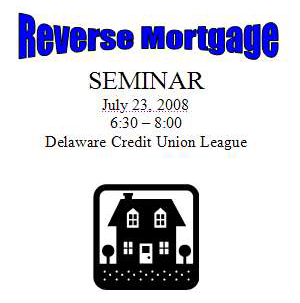 Reverse Mortgage
SEMINAR
July 23, 2008
6:30 – 8:00
Delaware Credit Union League